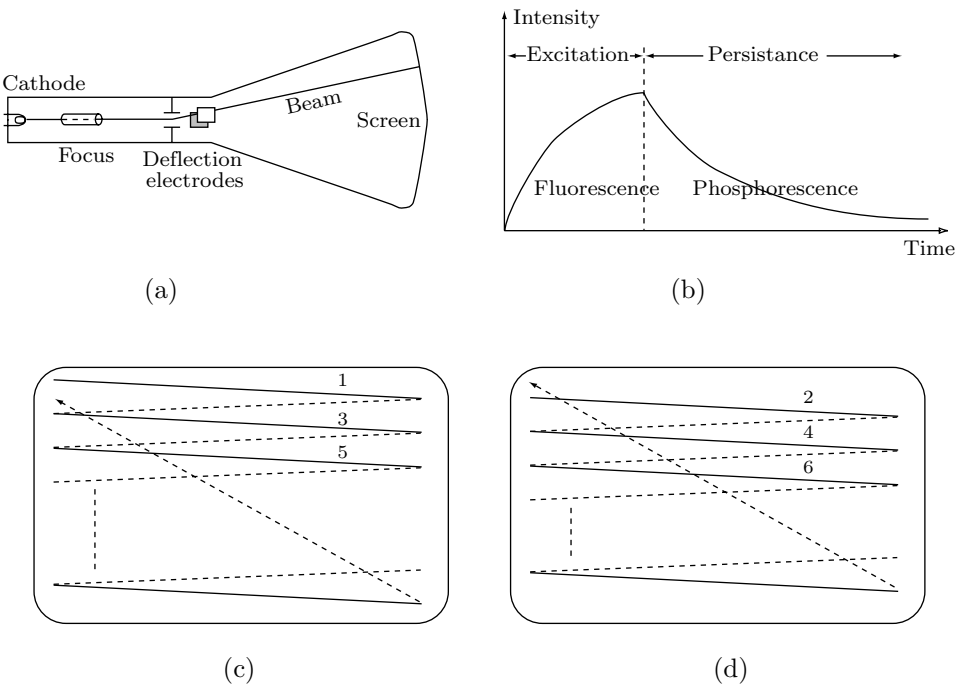 Cathode
Beam
Screen
Focus
Deflection
electrodes
(a)
Intensity
Excitation
Persistance
Fluorescence
Phosphorescence
Time
(b)
1
3
5
(c)
2
4
6
(d)